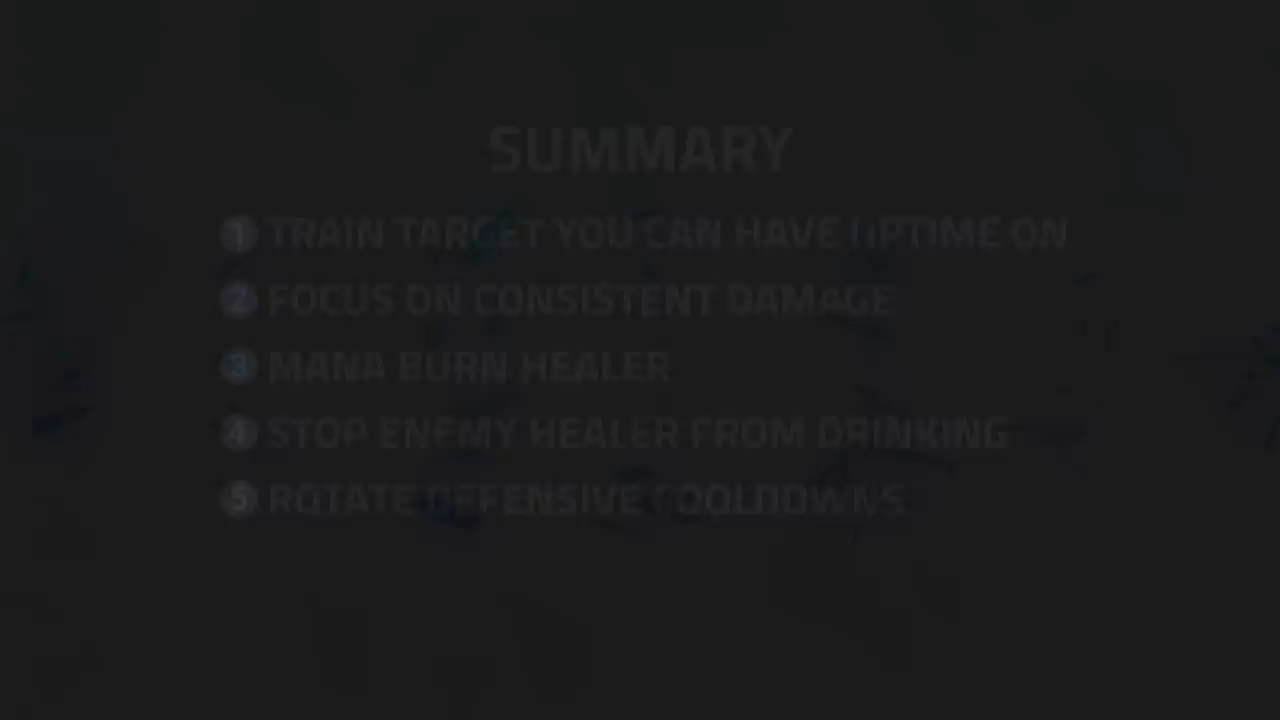 SUMMARY
1 TRAIN TARGET YOU CAN HAVE UPTIME ON
2 FOCUS ON CONSISTENT DAMAGE
3 MANA BURN HEALER
4 STOP ENEMY HEALER FROM DRINKING
5 ROTATE DEFENSIVE COOLDOWNS